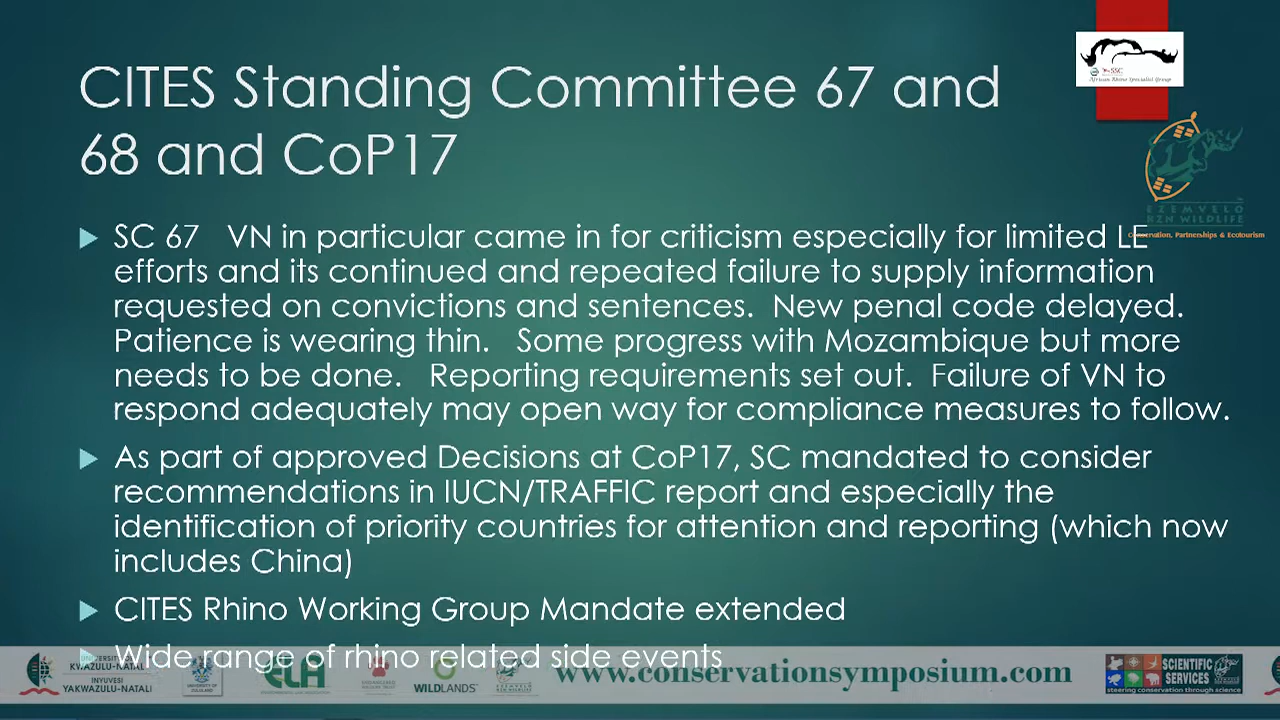 CITES Standing Committee 67 and
68 and CoP17
African Rhino Specialist Group
SSC
EZEMVELO
KZN WILDLIFE
Conservation, Partnerships & Ecotourism
SC 67 VN in particular came in for criticism especially for limited LE
efforts and its continued and repeated failure to supply information
requested on convictions and sentences. New penal code delayed.
Patience is wearing thin. Some progress with Mozambique but more
needs to be done. Reporting requirements set out. Failure of VN to
respond adequately may open way for compliance measures to follow.
As part of approved Decisions at CoP17, SC mandated to consider
recommendations in IUCN/TRAFFIC report and especially the
identification of priority countries for attention and reporting (which now
includes China)
CITES Rhino Working Group Mandate extended
Wide range of rhino related side events
UNIVERSITY OF
KWAZULU-NATAL
INYUVESI
YAKWAZULU-NATALI
ELA
WILDLANDS
www.conservationsymposium.com
SCIENTIFIC
SERVICES
steering conservation through science